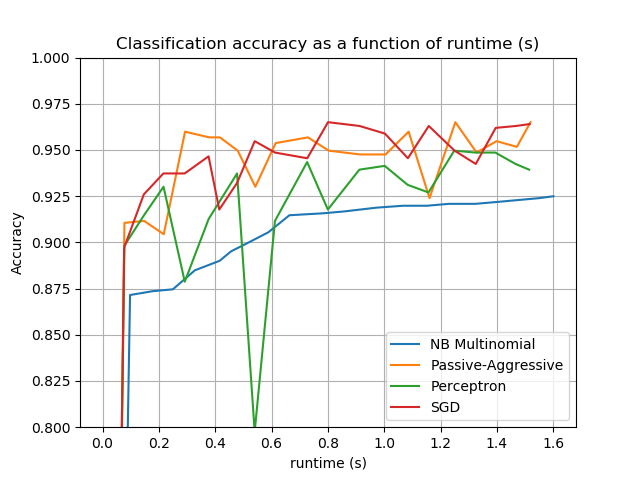 Classification accuracy as a function of runtime (s)
1.000
0.975
0.950
0.925
0.900
0.875
0.850
0.825
0.800
Accuracy
NB Multinomial
Passive-Aggressive
Perceptron
SGD
0.0 0.2 0.4 0.6 0.8 1.0 1.2 1.4 1.6
runtime (s)